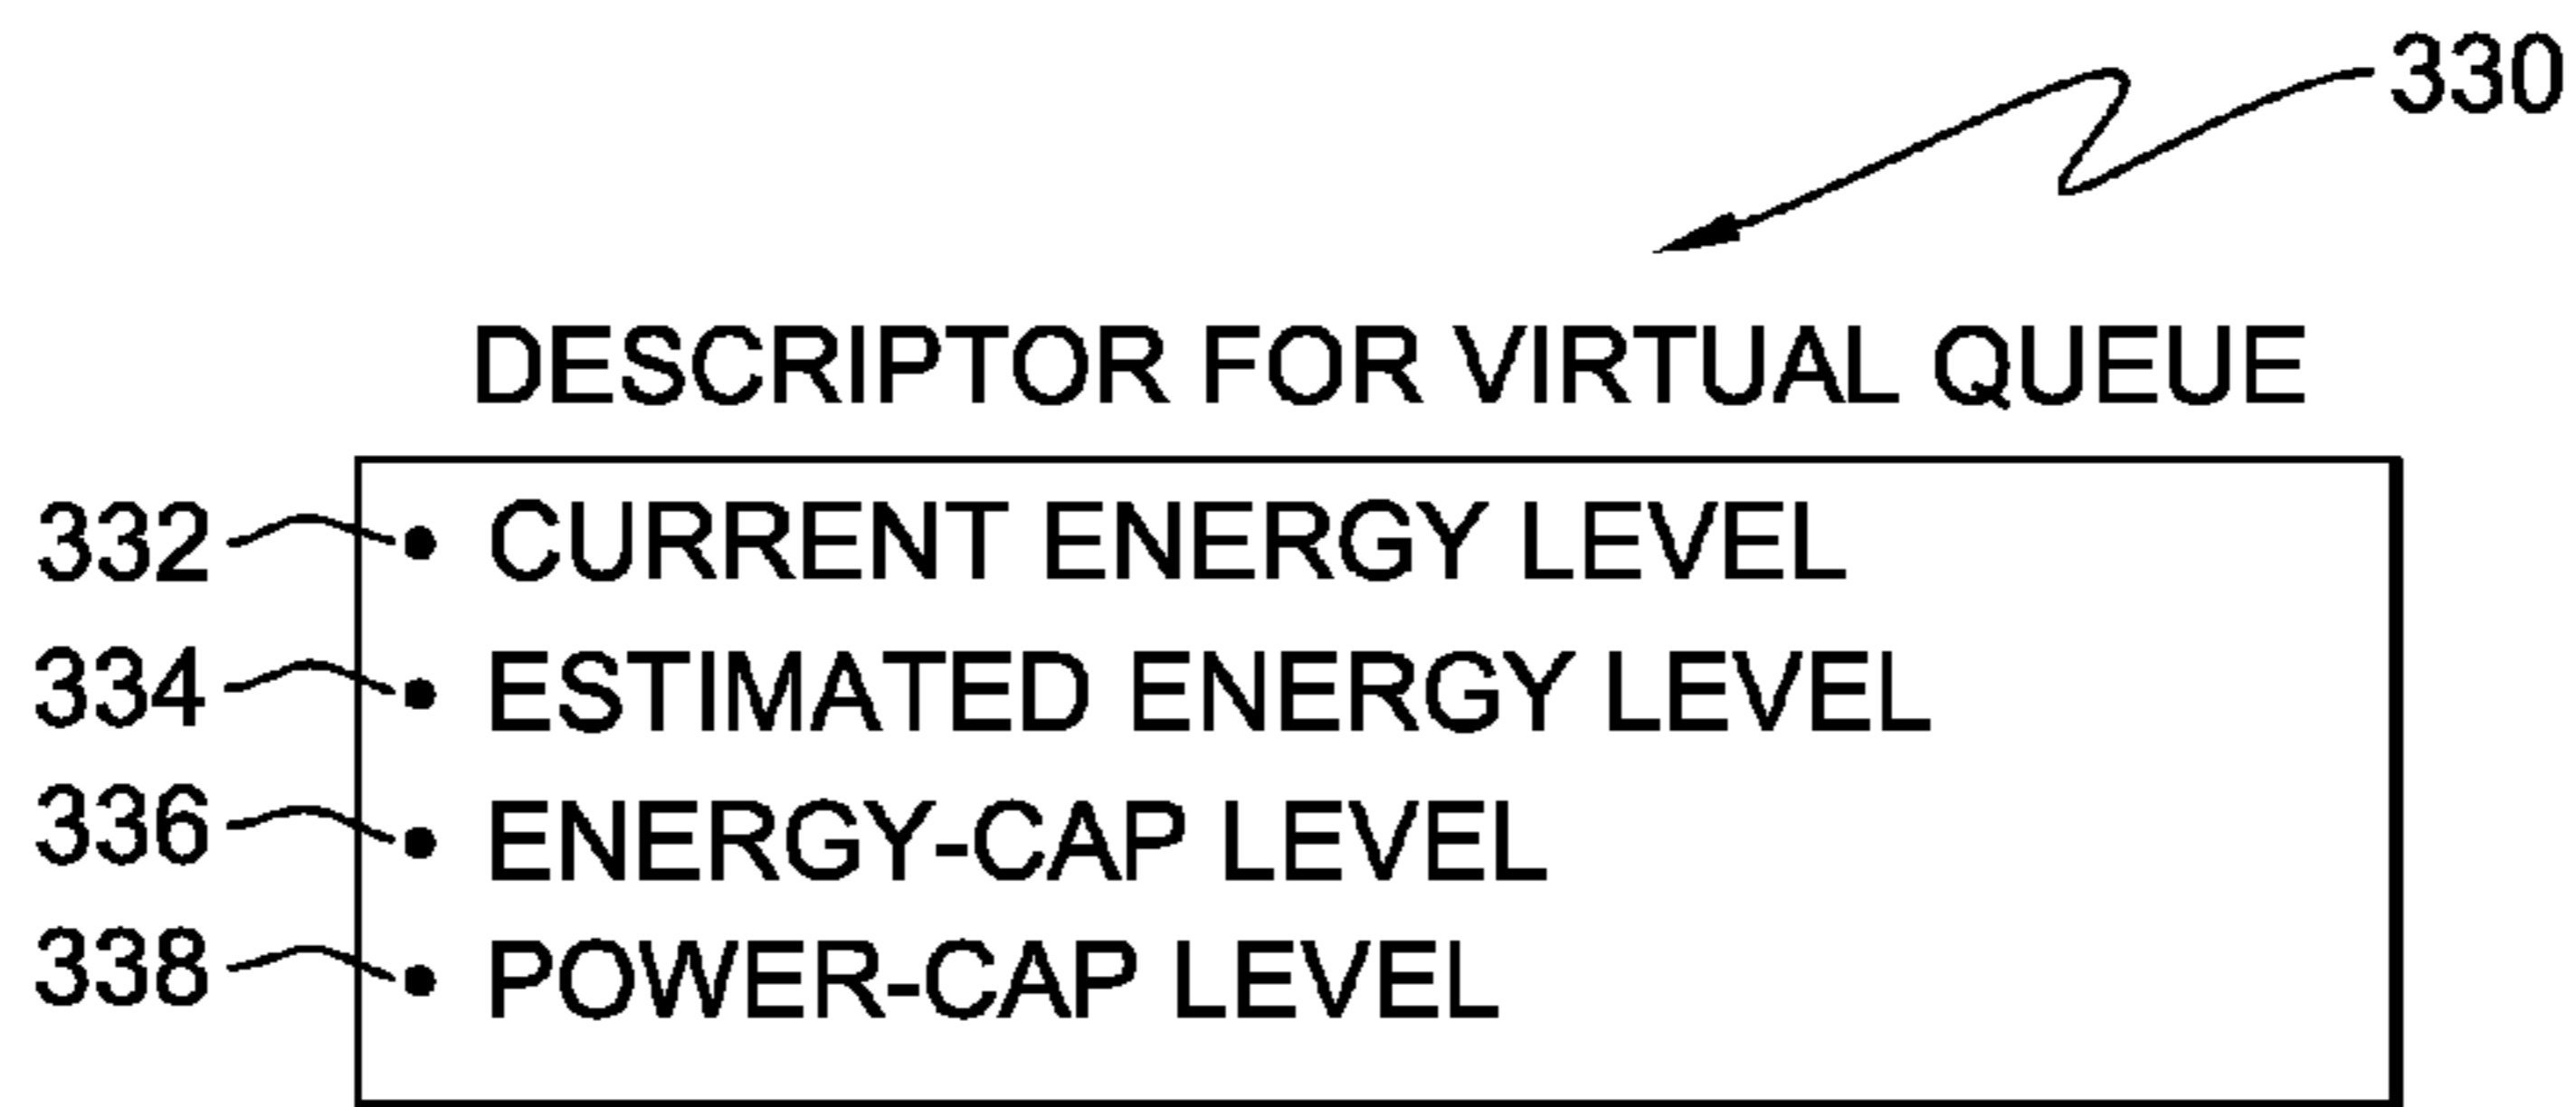 330
DESCRIPTOR FOR VIRTUAL QUEUE
332 • CURRENT ENERGY LEVEL
334 • ESTIMATED ENERGY LEVEL
336 • ENERGY-CAP LEVEL
338 • POWER-CAP LEVEL